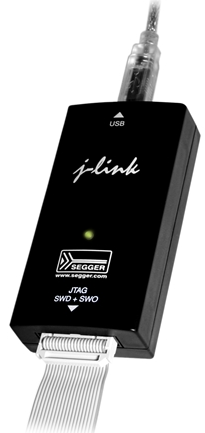 USB
j-link
SEGGER
www.segger.com
JTAG
SWD + SWO